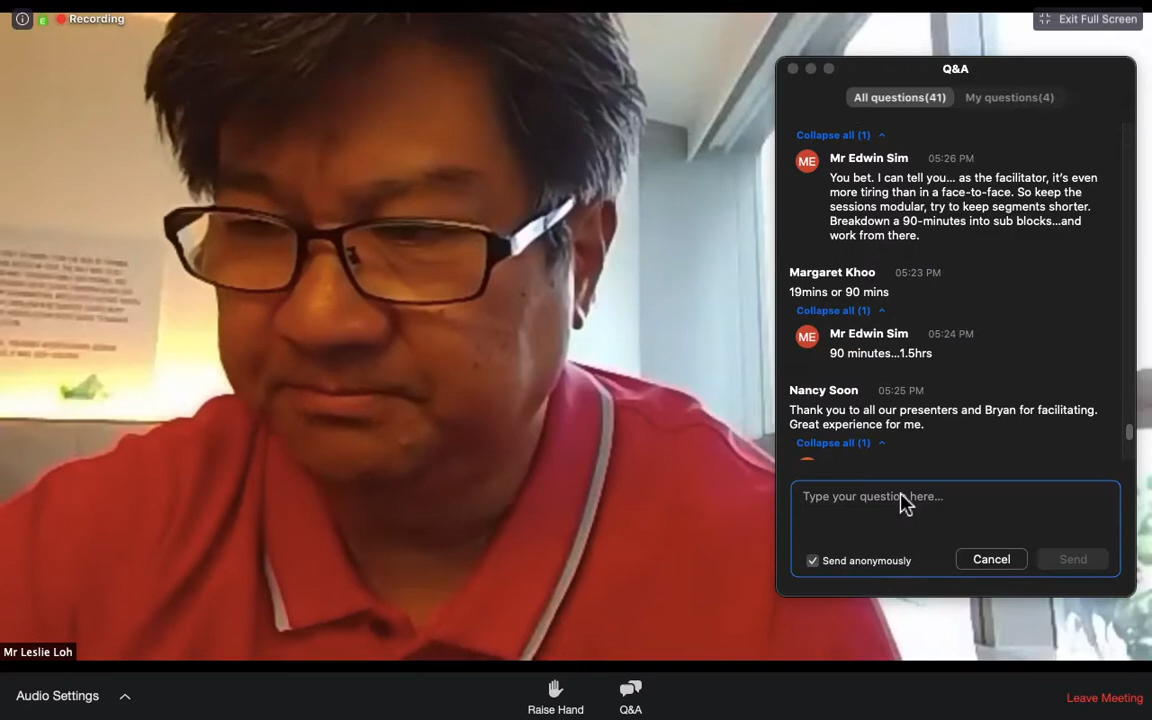 Recording
Exit Full Screen
Q&A
All questions(41) My questions(4)
Collapse all (1)
ME
Mr Edwin Sim 05:26 PM
You bet. I can tell you... as the facilitator, it's even
more tiring than in a face-to-face. So keep the
sessions modular, try to keep segments shorter.
Breakdown a 90-minutes into sub blocks...and
work from there.
Margaret Khoo 05:23 PM
19mins or 90 mins
Collapse all (1)
ME
Mr Edwin Sim 05:24 PM
90 minutes...1.5hrs
Nancy Soon 05:25 PM
Thank you to all our presenters and Bryan for facilitating.
Great experience for me.
Collapse all (1)
Type your question here...
Send anonymously
Cancel
Send
Mr Leslie Loh
Audio Settings
Raise Hand
Q&A
Leave Meeting